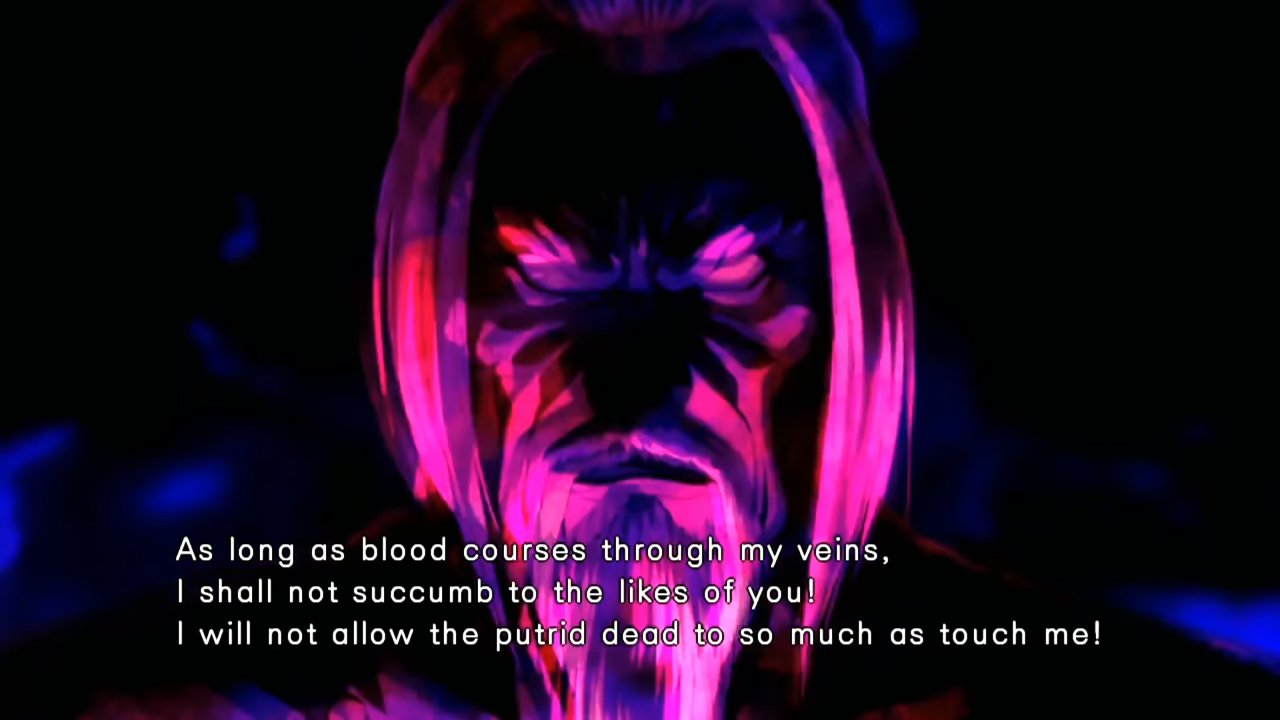 As long as blood courses through my veins,
I shall not succumb to the likes of you!
I will not allow the putrid dead to so much as touch me!